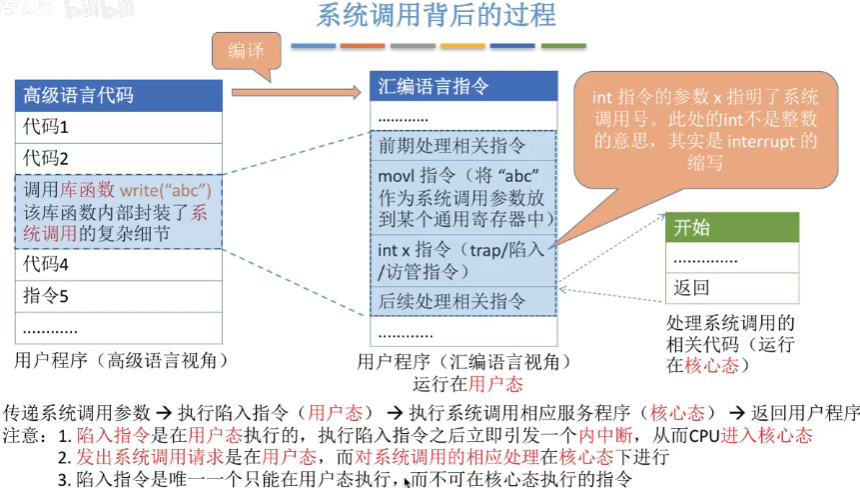 系统调用背后的过程
编译
高级语言代码
代码1
代码2
调用库函数 write(“abc”)
该库函数内部封装了系
统调用的复杂细节
代码4
指令5
…………
用户程序（高级语言视角）
汇编语言指令
…………
前期处理相关指令
movl 指令（将 “abc”
作为系统调用参数放
到某个通用寄存器中）
int x 指令（trap/陷入
/访管指令）
后续处理相关指令
…………
用户程序（汇编语言视角）
运行在用户态
int 指令的参数 x 指明了系统
调用号。此处的int不是整数
的意思，其实是 interrupt 的
缩写
开始
…………..
返回
处理系统调用的
相关代码（运行
在核心态）
传递系统调用参数 → 执行陷入指令（用户态） → 执行系统调用相应服务程序（核心态） → 返回用户程序
注意：1. 陷入指令是在用户态执行的，执行陷入指令之后立即引发一个内中断，从而CPU进入核心态
2. 发出系统调用请求是在用户态，而对系统调用的相应处理在核心态下进行
3. 陷入指令是唯一一个只能在用户态执行，而不可在核心态执行的指令